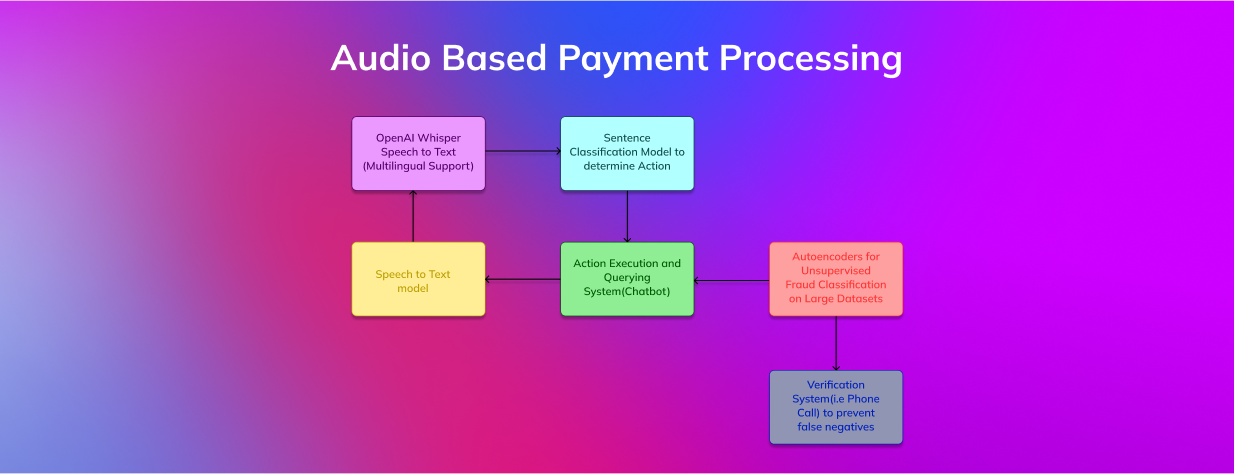 Audio Based Payment Processing
OpenAI Whisper
Speech to Text
(Multilingual Support)
Sentence
Classification Model to
determine Action
Speech to Text
model
Action Execution and
Querying
System(Chatbot)
Autoencoders for
Unsupervised
Fraud Classification
on Large Datasets
Verification
System(i.e Phone
Call) to prevent
false negatives